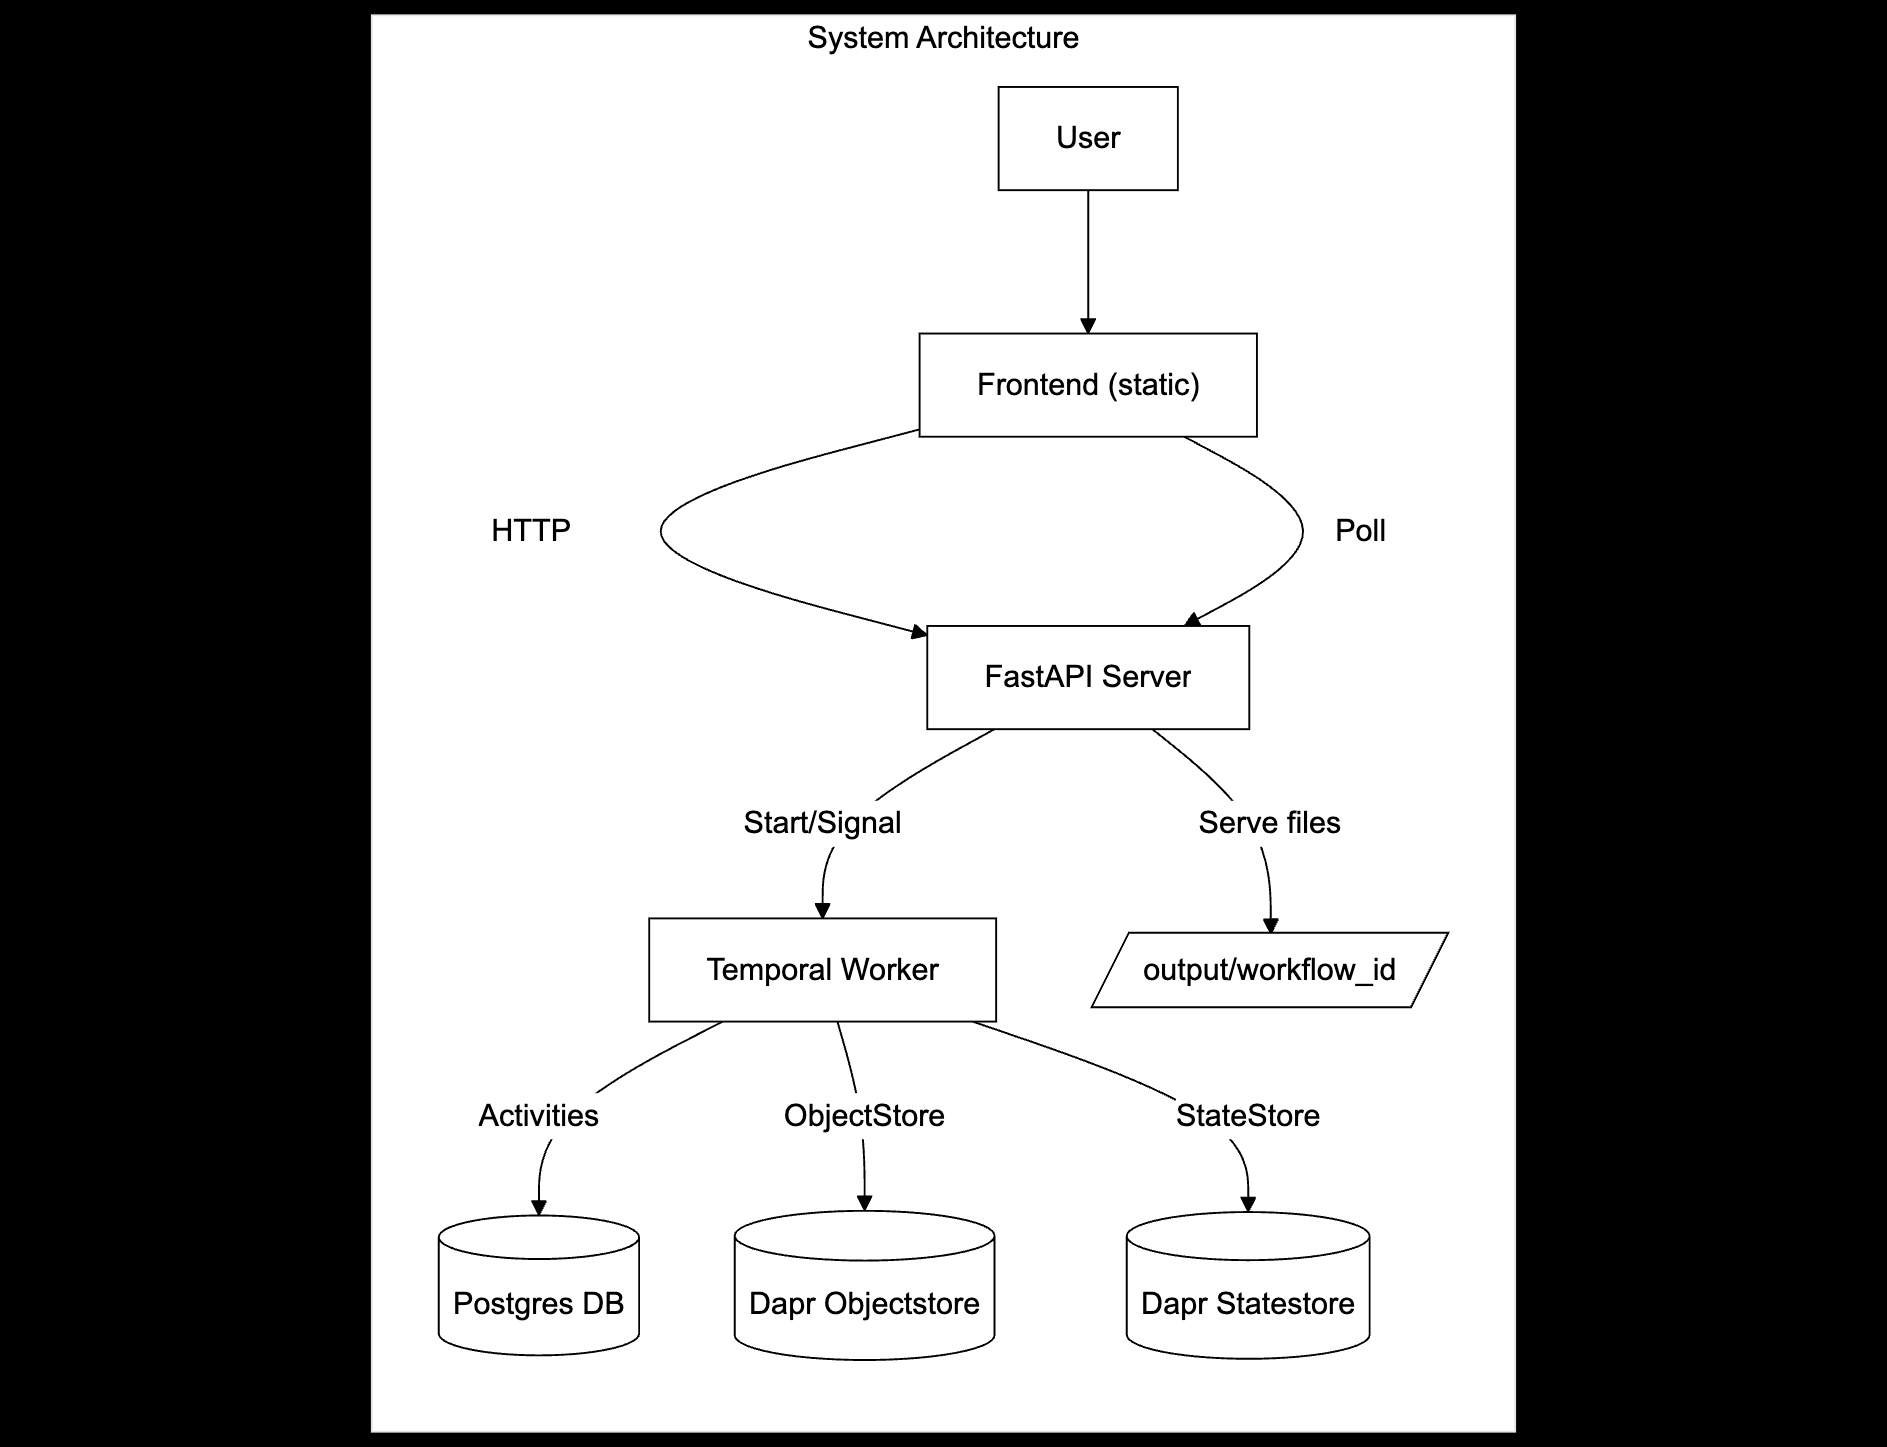 System Architecture
User
Frontend (static)
HTTP
Poll
FastAPI Server
Start/Signal
Serve files
Temporal Worker
output/workflow_id
Activities
ObjectStore
StateStore
Postgres DB
Dapr Objectstore
Dapr Statestore